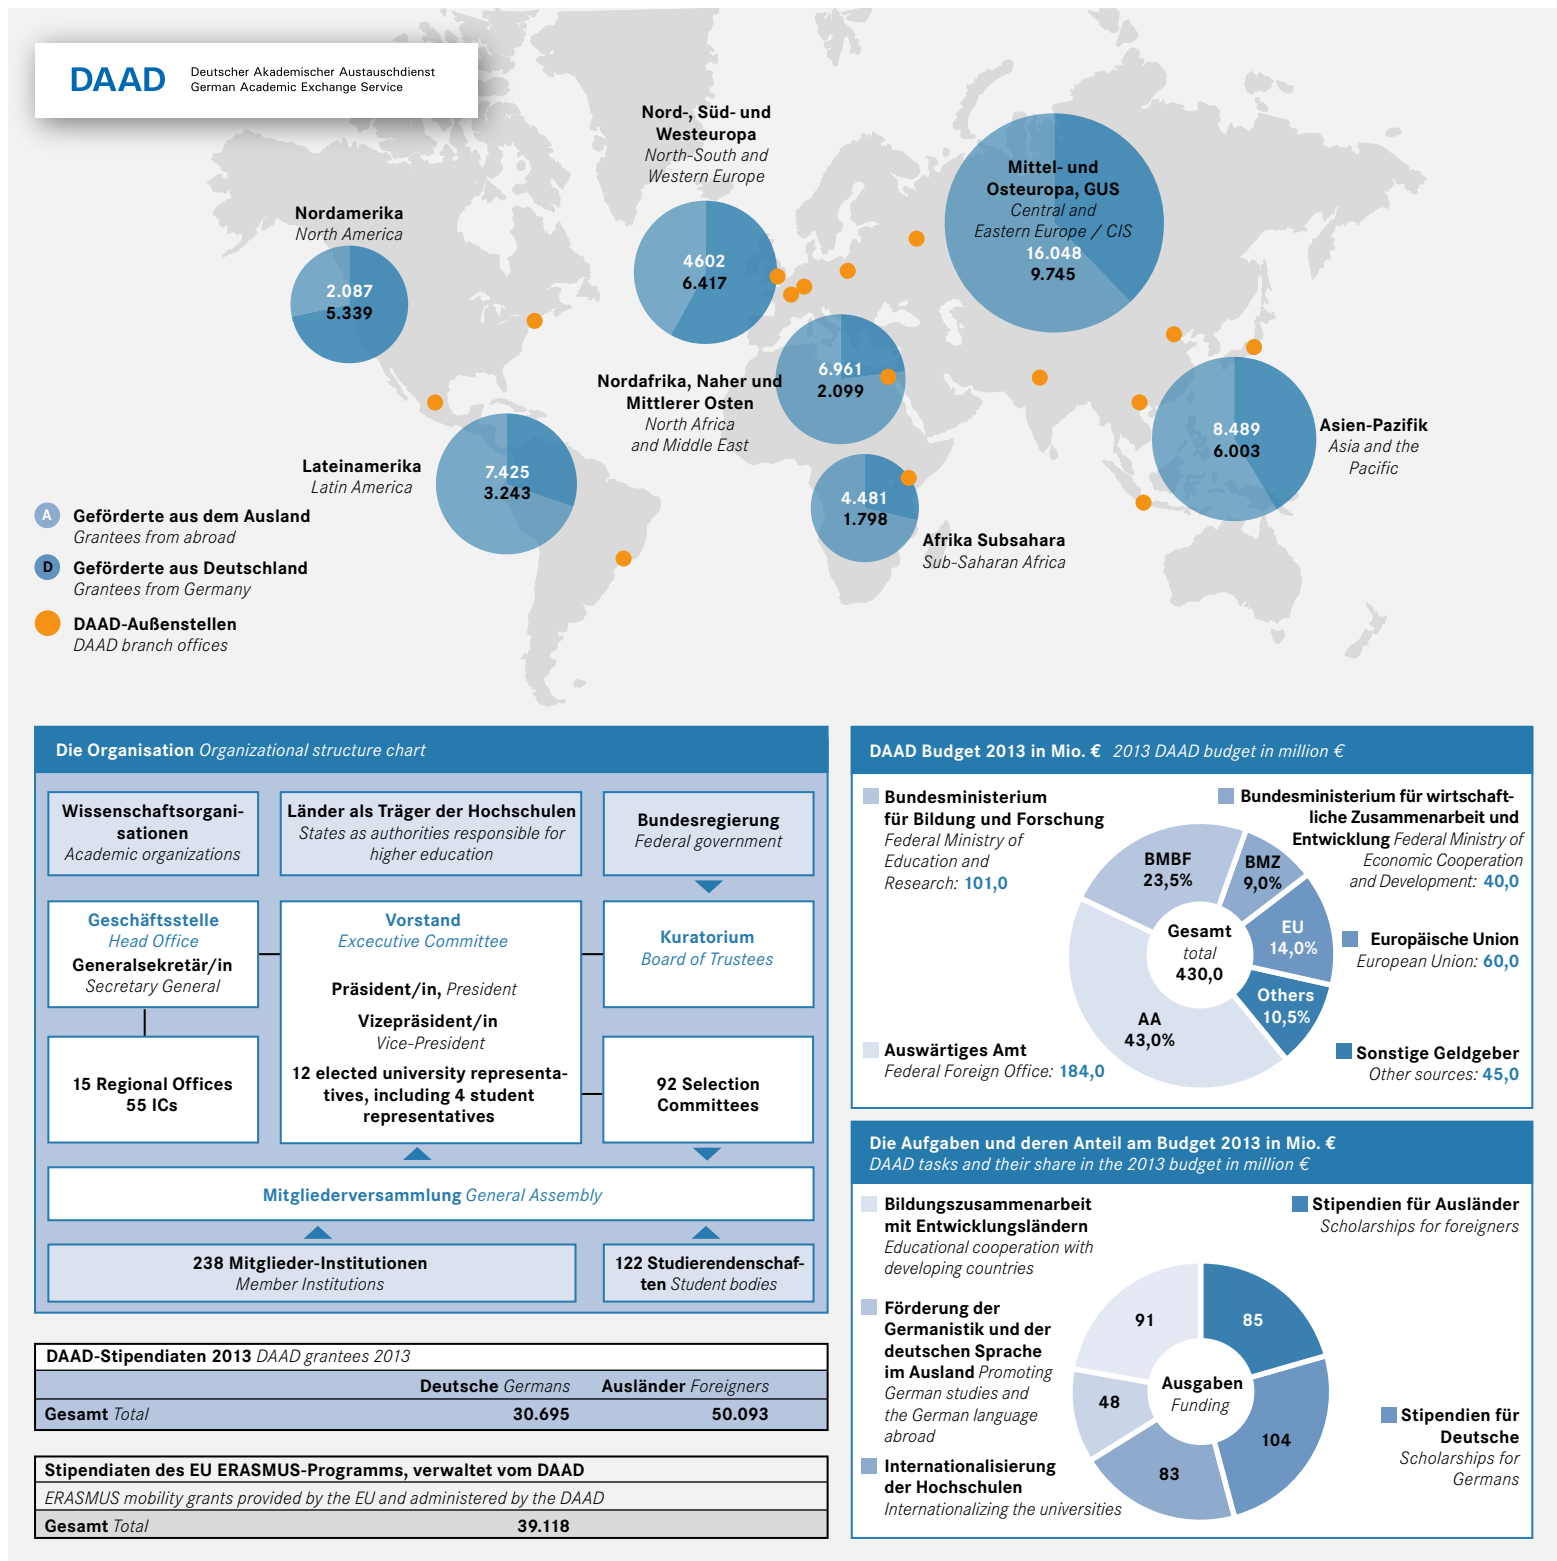 DAAD
Deutscher Akademischer Austauschdienst
German Academic Exchange Service
Nord-, Süd- und
Westeuropa
North-South and
Western Europe
4602
6.417
Mittel- und
Osteuropa, GUS
Central and
Eastern Europe / CIS
16.048
9.745
Nordamerika
North America
2.087
5.339
Nordafrika, Naher und
Mittlerer Osten
North Africa
and Middle East
6.961
2.099
Asien-Pazifik
Asia and the
Pacific
8.489
6.003
Lateinamerika
Latin America
7.425
3.243
4.481
1.798
Afrika Subsahara
Sub-Saharan Africa
A Geförderte aus dem Ausland
Grantees from abroad
D Geförderte aus Deutschland
Grantees from Germany
DAAD-Außenstellen
DAAD branch offices
Die Organisation Organizational structure chart
Wissenschaftsorgani-
sationen
Academic organizations
Länder als Träger der Hochschulen
States as authorities responsible for
higher education
Bundesregierung
Federal government
Geschäftsstelle
Head Office
Generalsekretär/in
Secretary General
Vorstand
Excecutive Committee
Präsident/in, President
Vizepräsident/in
Vice-President
12 elected university representa-
tives, including 4 student
representatives
Kuratorium
Board of Trustees
15 Regional Offices
55 ICs
92 Selection
Committees
Mitgliederversammlung General Assembly
238 Mitglieder-Institutionen
Member Institutions
122 Studierendenschaf-
ten Student bodies
DAAD-Stipendiaten 2013 DAAD grantees 2013
Deutsche Germans Ausländer Foreigners
Gesamt Total 30.695 50.093
Stipendiaten des EU ERASMUS-Programms, verwaltet vom DAAD
ERASMUS mobility grants provided by the EU and administered by the DAAD
Gesamt Total 39.118
DAAD Budget 2013 in Mio. € 2013 DAAD budget in million €
Bundesministerium
für Bildung und Forschung
Federal Ministry of
Education and
Research: 101,0
Bundesministerium für wirtschaft-
liche Zusammenarbeit und
Entwicklung Federal Ministry of
Economic Cooperation
and Development: 40,0
BMBF
23,5%
BMZ
9,0%
EU
14,0%
Others
10,5%
AA
43,0%
Gesamt
total
430,0
Europäische Union
European Union: 60,0
Auswärtiges Amt
Federal Foreign Office: 184,0
Sonstige Geldgeber
Other sources: 45,0
Die Aufgaben und deren Anteil am Budget 2013 in Mio. €
DAAD tasks and their share in the 2013 budget in million €
Bildungszusammenarbeit
mit Entwicklungsländern
Educational cooperation with
developing countries
Stipendien für Ausländer
Scholarships for foreigners
Förderung der
Germanistik und der
deutschen Sprache
im Ausland Promoting
German studies and
the German language
abroad
91
85
48
104
83
Ausgaben
Funding
Stipendien für
Deutsche
Scholarships for
Germans
Internationalisierung
der Hochschulen
Internationalizing the universities